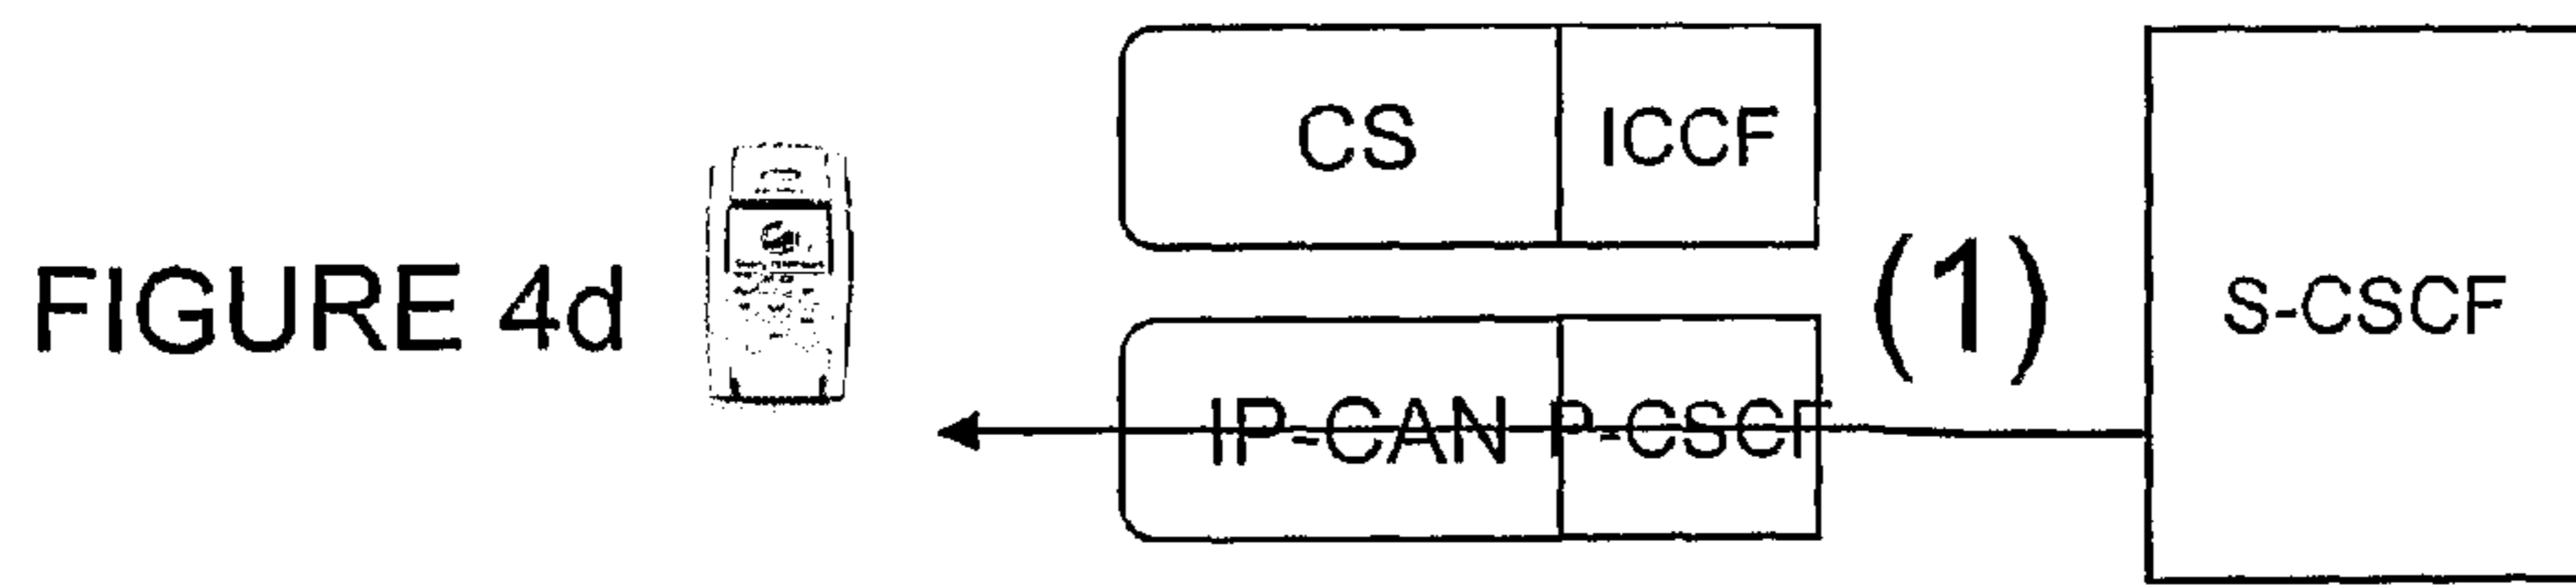 CS ICCF
(1)
FIGURE 4d
S-CSCF
IP-CAN P-CSCF